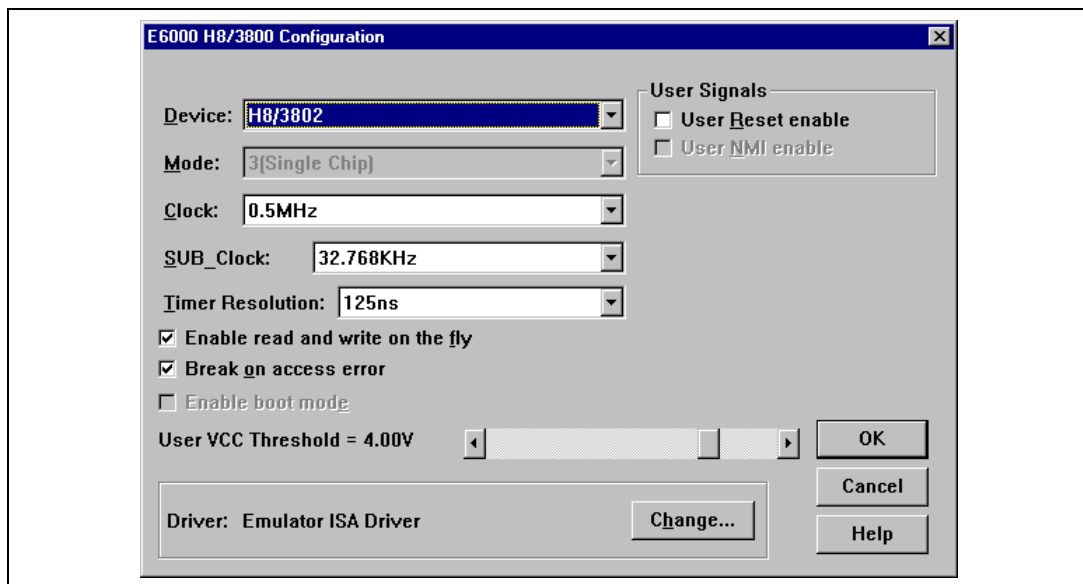 E6000 H8/3800 Configuration
Device: H8/3802
Mode: 3(Single Chip)
Clock: 0.5MHz
SUB_Clock: 32.768KHz
Timer Resolution: 125ns
Enable read and write on the fly
Break on access error
Enable boot mode
User VCC Threshold = 4.00V
Driver: Emulator ISA Driver
Change...
User Signals
User Reset enable
User NMI enable
OK
Cancel
Help